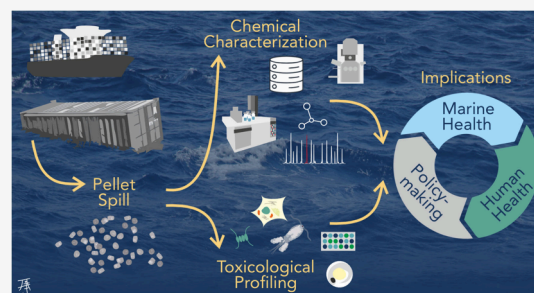 Chemical
Characterization
Implications
Marine
Health
Policy-
making
Human
Health
Pellet
Spill
Toxicological
Profiling